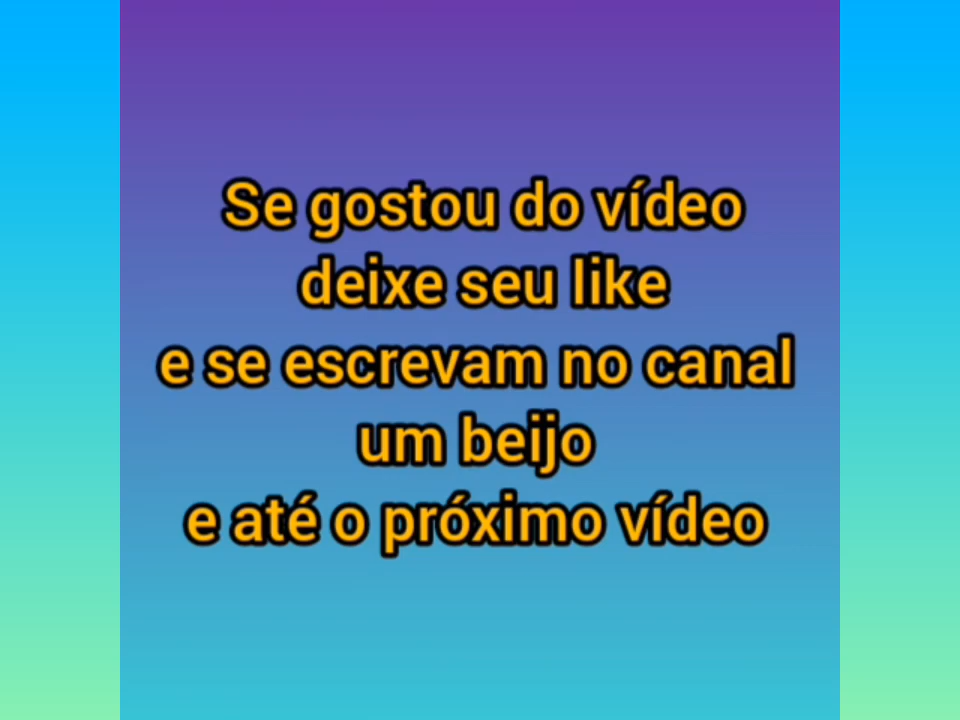 Se gostou do vídeo
deixe seu like
e se escrevam no canal
um beijo
e até o próximo vídeo